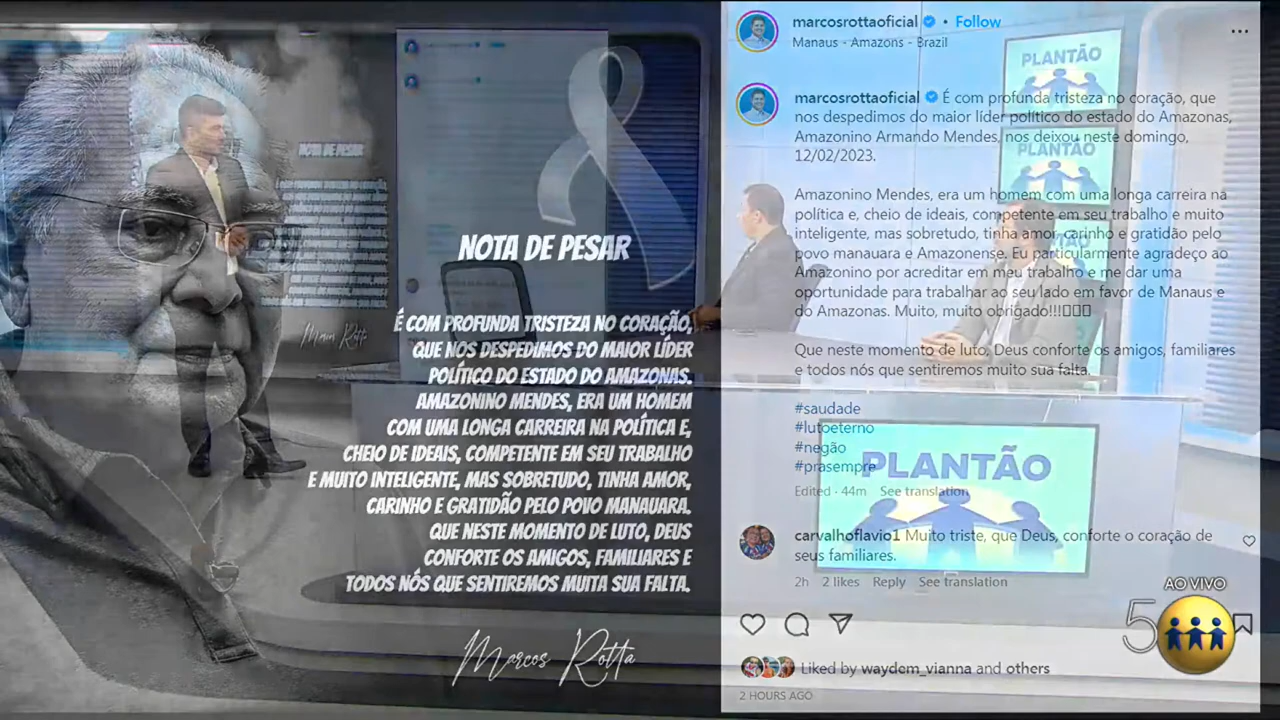 NOTA DE PESAR
É COM PROFUNDA TRISTEZA NO CORAÇÃO,
QUE NOS DESPEDIMOS DO MAIOR LÍDER
POLÍTICO DO ESTADO DO AMAZONAS.
AMAZONINO MENDES, ERA UM HOMEM
COM UMA LONGA CARREIRA NA POLÍTICA E,
CHEIO DE IDEAIS, COMPETENTE EM SEU TRABALHO
E MUITO INTELIGENTE, MAS SOBRETUDO, TINHA AMOR,
CARINHO E GRATIDÃO PELO POVO MANAUARA.
QUE NESTE MOMENTO DE LUTO, DEUS
CONFORTE OS AMIGOS, FAMILIARES E
TODOS NÓS QUE SENTIREMOS MUITA SUA FALTA.
Marcos Rotta
NOTA DE PESAR
Marcos Rotta
marcosrottaoficial • Follow
Manaus - Amazons - Brazil
marcosrottaoficial É com profunda tristeza no coração, que
nos despedimos do maior líder político do estado do Amazonas,
Amazonino Armando Mendes, nos deixou neste domingo,
12/02/2023.
Amazonino Mendes, era um homem com uma longa carreira na
política e, cheio de ideais, competente em seu trabalho e muito
inteligente, mas sobretudo, tinha amor, carinho e gratidão pelo
povo manauara e Amazonense. Eu particularmente agradeço ao
Amazonino por acreditar em meu trabalho e me dar uma
oportunidade para trabalhar ao seu lado em favor de Manaus e
do Amazonas. Muito, muito obrigado!!!
Que neste momento de luto, Deus conforte os amigos, familiares
e todos nós que sentiremos muito sua falta.
#saudade
#lutoeterno
#negão
#prasempre
Edited · 44m See translation
carvalhoflavio1 Muito triste, que Deus, conforte o coração de
seus familiares.
2h 2 likes Reply See translation
Liked by waydem_vianna and others
2 HOURS AGO
PLANTÃO
PLANTÃO
PLANTÃO
AO VIVO
5